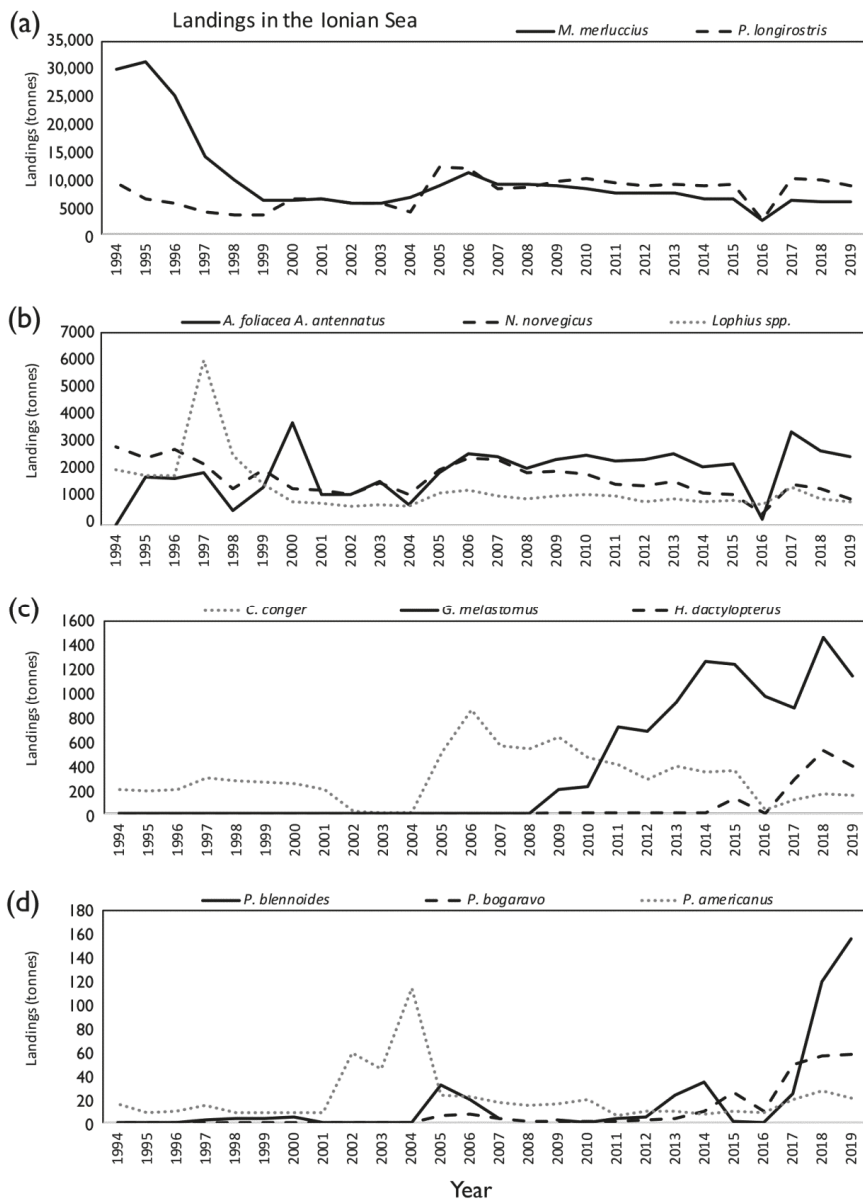 (a) Landings in the Ionian Sea
M. merluccius P. longirostris
35,000
30,000
25,000
20,000
15,000
10,000
5000
0
Landings (tonnes)
1994 1995 1996 1997 1998 1999 2000 2001 2002 2003 2004 2005 2006 2007 2008 2009 2010 2011 2012 2013 2014 2015 2016 2017 2018 2019
(b)
A. foliacea A. antennatus N. norvegicus Lophius spp.
7000
6000
5000
4000
3000
2000
1000
0
Landings (tonnes)
1994 1995 1996 1997 1998 1999 2000 2001 2002 2003 2004 2005 2006 2007 2008 2009 2010 2011 2012 2013 2014 2015 2016 2017 2018 2019
(c)
C. conger G. melastomus H. dactylopterus
1600
1400
1200
1000
800
600
400
200
0
Landings (tonnes)
1994 1995 1996 1997 1998 1999 2000 2001 2002 2003 2004 2005 2006 2007 2008 2009 2010 2011 2012 2013 2014 2015 2016 2017 2018 2019
(d)
P. blennoides P. bogaravo P. americanus
180
160
140
120
100
80
60
40
20
0
Landings (tonnes)
1994 1995 1996 1997 1998 1999 2000 2001 2002 2003 2004 2005 2006 2007 2008 2009 2010 2011 2012 2013 2014 2015 2016 2017 2018 2019
Year